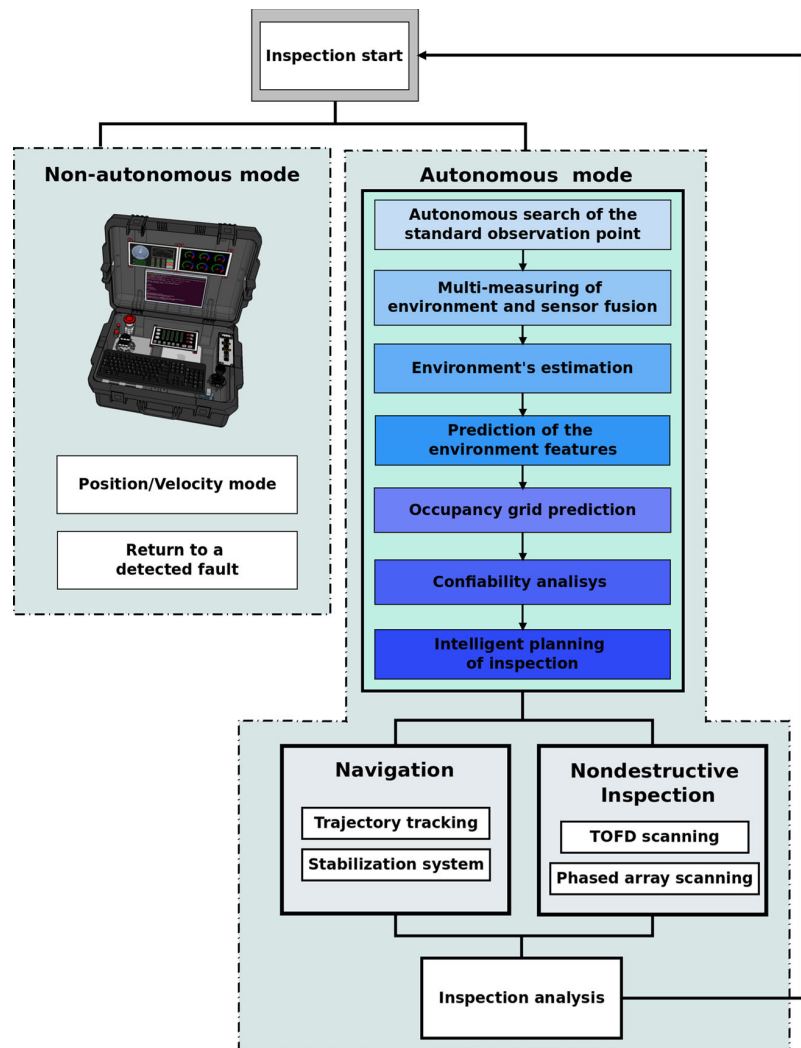 Inspection start
Non-autonomous mode
Position/Velocity mode
Return to a
detected fault
Autonomous mode
Autonomous search of the
standard observation point
Multi-measuring of
environment and sensor fusion
Environment's estimation
Prediction of the
environment features
Occupancy grid prediction
Confiability analisys
Intelligent planning
of inspection
Navigation
Trajectory tracking
Stabilization system
Nondestructive
Inspection
TOFD scanning
Phased array scanning
Inspection analysis